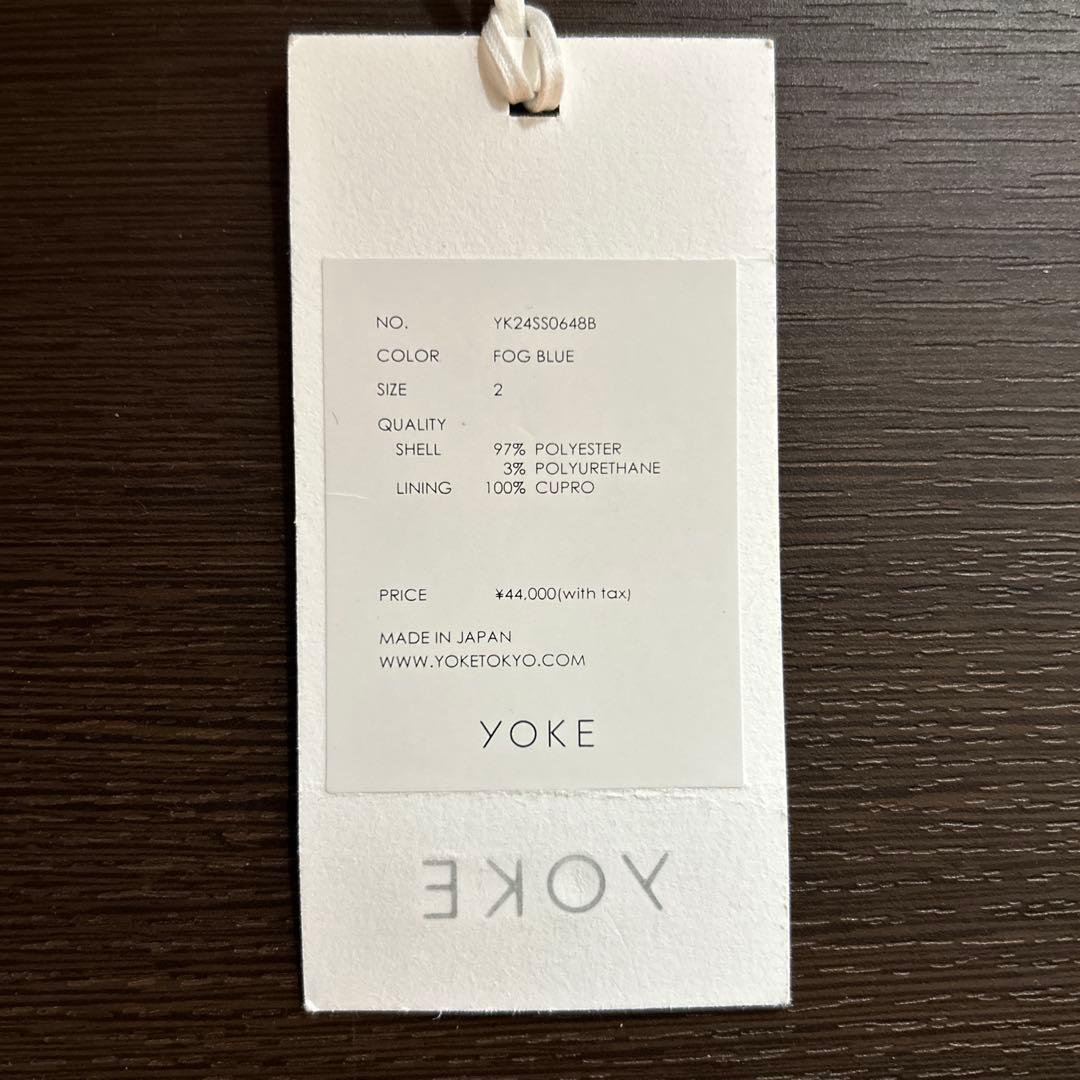 NO. YK24SS0648B
COLOR FOG BLUE
SIZE 2
QUALITY
SHELL 97% POLYESTER
3% POLYURETHANE
LINING 100% CUPRO
PRICE ¥44,000(with tax)
MADE IN JAPAN
WWW.YOKETOKYO.COM
YOKE
YOKE